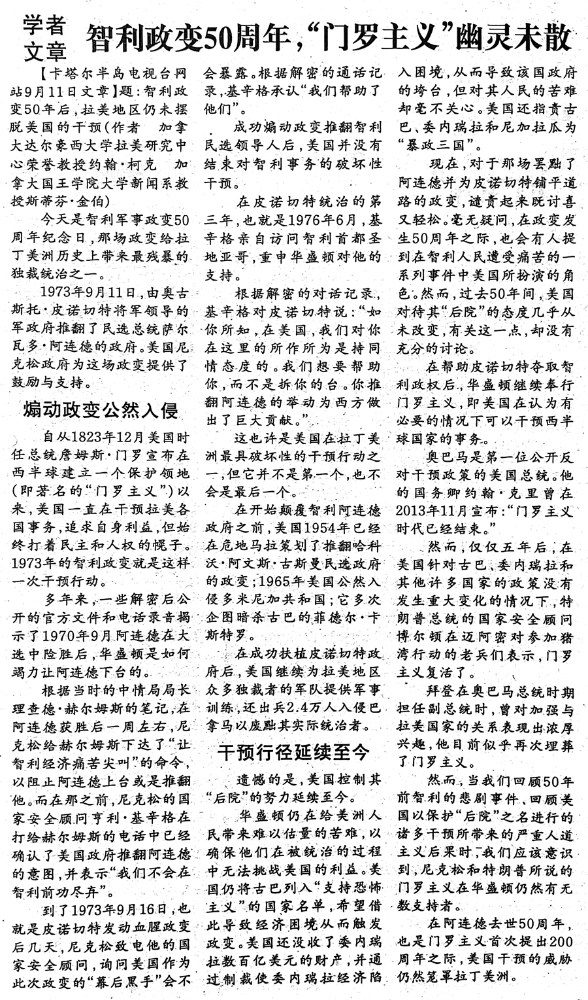 学者
文章
智利政变50周年，“门罗主义”幽灵未散
【卡塔尔半岛电视台网
站9月11日文章】题：智利政
变50年后，拉美地区仍未摆
脱美国的干预（作者　加拿
大达尔豪西大学拉美研究中
心荣誉教授约翰·柯克　加
拿大国王学院大学新闻系教
授斯蒂芬·金伯）
今天是智利军事政变50
周年纪念日，那场政变给拉
丁美洲历史上带来最残暴的
独裁统治之一。
1973年9月11日，由奥古
斯托·皮诺切特将军领导的
军政府推翻了民选总统萨尔
瓦多·阿连德的政府。美国尼
克松政府为这场政变提供了
鼓励与支持。
煽动政变公然入侵
自从1823年12月美国时
任总统詹姆斯·门罗宣布在
西半球建立一个保护领地
（即著名的“门罗主义”）以
来，美国一直在干预拉美各
国事务，追求自身利益，但始
终打着民主和人权的幌子。
1973年的智利政变就是这样
一次干预行动。
多年来，一些解密后公
开的官方文件和电话录音揭
示了1970年9月阿连德在大
选中险胜后，华盛顿是如何
竭力让阿连德下台的。
根据当时的中情局局长
理查德·赫尔姆斯的笔记，在
阿连德获胜后一周左右，尼
克松给赫尔姆斯下达了“让
智利经济痛苦尖叫”的命令，
以阻止阿连德上台或是推翻
他。而在那之前，尼克松的国
家安全顾问亨利·基辛格在
打给赫尔姆斯的电话中已经
确认了美国政府推翻阿连德
的意图，并表示“我们不会在
智利前功尽弃”。
到了1973年9月16日，也
就是皮诺切特发动血腥政变
后几天，尼克松致电他的国
家安全顾问，询问美国作为
此次政变的“幕后黑手”会不
会暴露。根据解密的通话记
录，基辛格承认“我们帮助了
他们”。
成功煽动政变推翻智利
民选领导人后，美国并没有
结束对智利事务的破坏性
干预。
在皮诺切特统治的第
三年，也就是1976年6月，基
辛格亲自访问智利首都圣
地亚哥，重申华盛顿对他的
支持。
根据解密的对话记录，
基辛格对皮诺切特说：“如
你所知，在美国，我们对你
在这里的所作所为是持同
情态度的。我们想要帮助
你，而不是拆你的台。你推
翻阿连德的举动为西方做
出了巨大贡献。”
这也许是美国在拉丁美
洲最具破坏性的干预行动之
一，但它并不是第一个，也不
会是最后一个。
在开始颠覆智利阿连德
政府之前，美国1954年已经
在危地马拉策划了推翻哈科
沃·阿文斯·古斯曼民选政府
的政变；1965年美国公然入
侵多米尼加共和国；它多次
企图暗杀古巴的菲德尔·卡
斯特罗。
在成功扶植皮诺切特政
府后，美国继续为拉美地区
众多独裁者的军队提供军事
训练，还出兵2.4万人入侵巴
拿马以废黜其实际统治者。
干预行径延续至今
遗憾的是，美国控制其
“后院”的努力延续至今。
华盛顿仍在给美洲人
民带来难以估量的苦难，以
确保他们在被统治的过程
中无法挑战美国的利益。美
国仍将古巴列入“支持恐怖
主义”的国家名单，希望借
此导致经济困境从而触发
政变。美国还没收了委内瑞
拉数百亿美元的财产，并通
过制裁使委内瑞拉经济陷
入困境，从而导致该国政府
的垮台，但对其人民的苦难
却毫不关心。美国还指责古
巴、委内瑞拉和尼加拉瓜为
“暴政三国”。
现在，对于那场罢黜了
阿连德并为皮诺切特铺平道
路的政变，谴责起来既讨喜
又轻松。毫无疑问，在政变发
生50周年之际，也会有人提
到在智利人民遭受痛苦的一
系列事件中美国所扮演的角
色。然而，过去50年间，美国
对待其“后院”的态度几乎从
未改变，有关这一点，却没有
充分的讨论。
在帮助皮诺切特夺取智
利政权后，华盛顿继续奉行
门罗主义，即美国在认为有
必要的情况下可以干预西半
球国家的事务。
奥巴马是第一位公开反
对干预政策的美国总统。他
的国务卿约翰·克里曾在
2013年11月宣布：“门罗主义
时代已经结束。”
然而，仅仅五年后，在
美国针对古巴、委内瑞拉和
其他许多国家的政策没有
发生重大变化的情况下，特
朗普总统的国家安全顾问
博尔顿在迈阿密对参加猪
湾行动的老兵们表示，门罗
主义复活了。
拜登在奥巴马总统时期
担任副总统时，曾对加强与
拉美国家的关系表现出浓厚
兴趣，他目前似乎再次埋葬
了门罗主义。
然而，当我们回顾50年
前智利的悲剧事件、回顾美
国以保护“后院”之名进行的
诸多干预所带来的严重人道
主义后果时，我们应该意识
到，尼克松和特朗普所说的
门罗主义在华盛顿仍然有无
数支持者。
在阿连德去世50周年，
也是门罗主义首次提出200
周年之际，美国干预的威胁
仍然笼罩拉丁美洲。